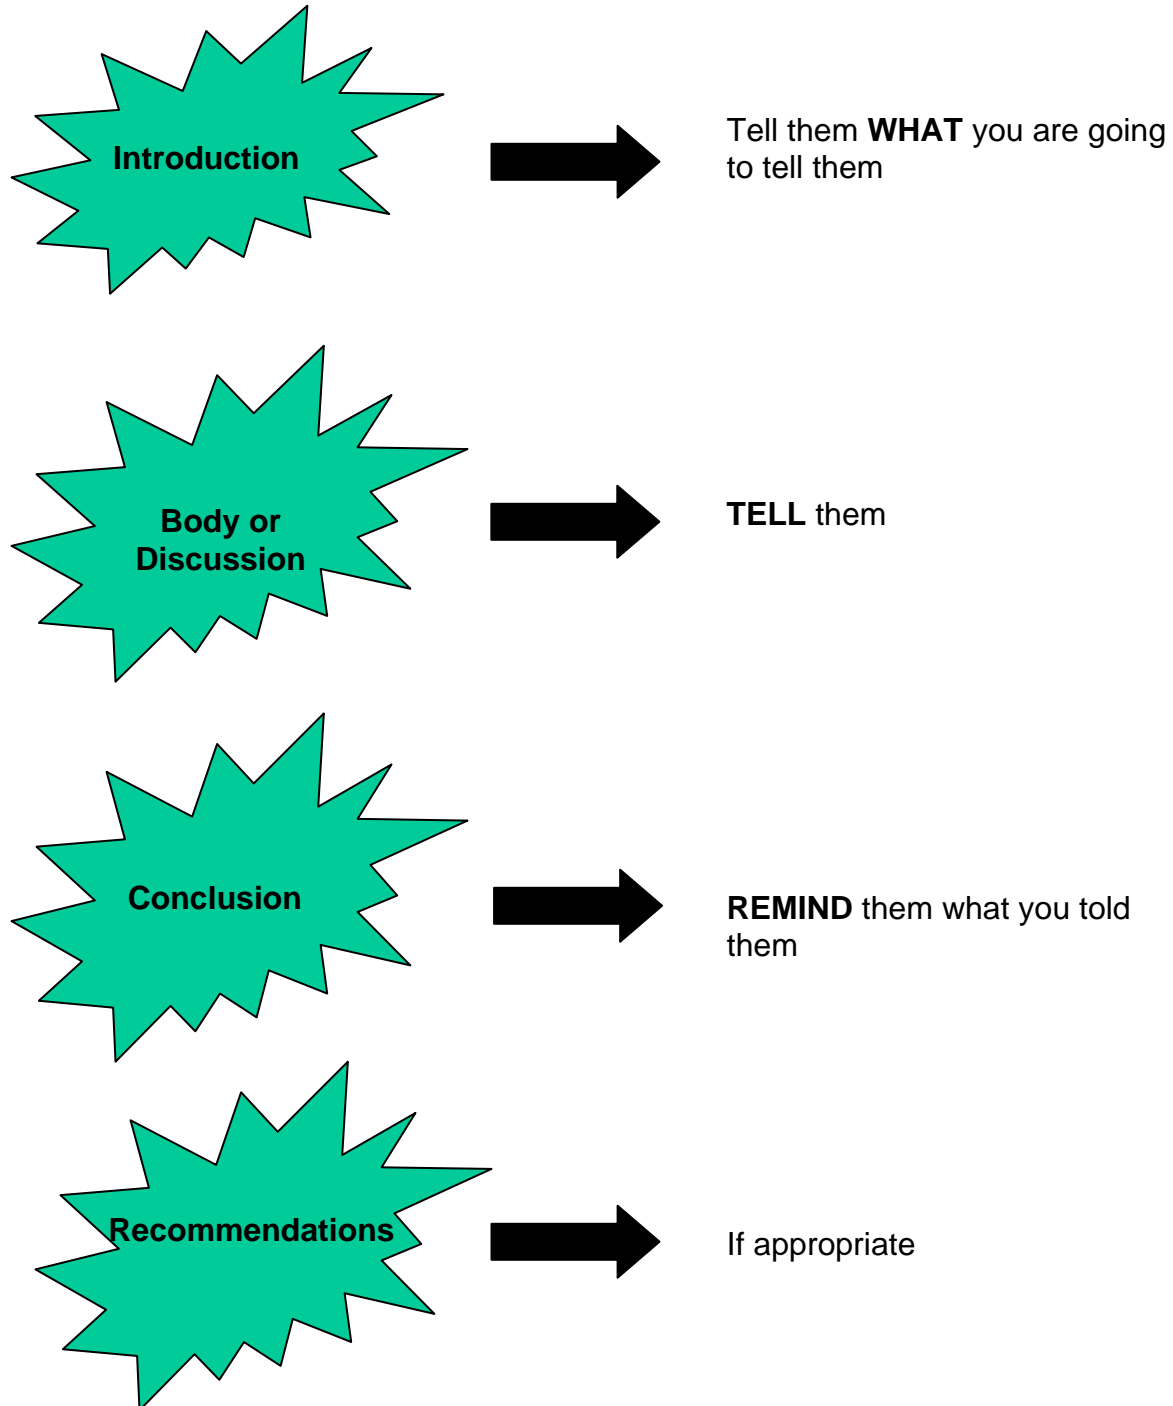 Introduction
Tell them WHAT you are going
to tell them
Body or
Discussion
TELL them
Conclusion
REMIND them what you told
them
Recommendations
If appropriate